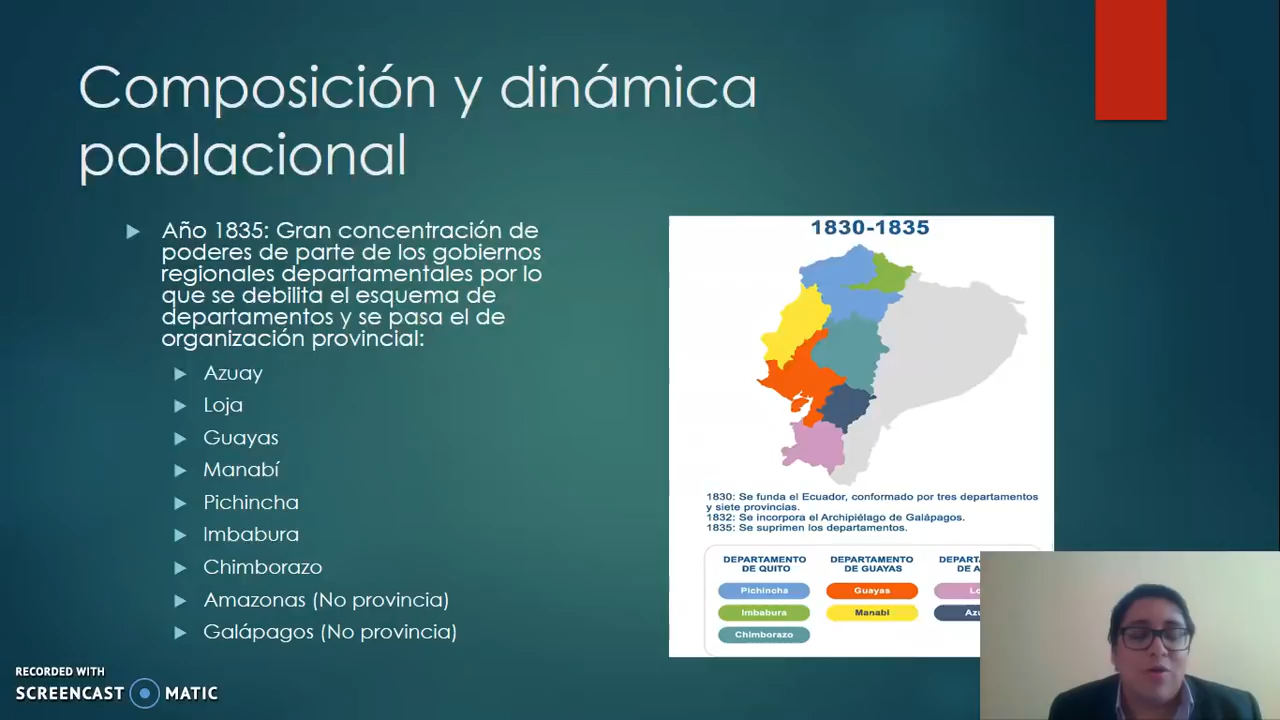 Composición y dinámica
poblacional
Año 1835: Gran concentración de
poderes de parte de los gobiernos
regionales departamentales por lo
que se debilita el esquema de
departamentos y se pasa el de
organización provincial:
Azuay
Loja
Guayas
Manabí
Pichincha
Imbabura
Chimborazo
Amazonas (No provincia)
Galápagos (No provincia)
1830-1835
1830: Se funda el Ecuador, conformado por tres departamentos
y siete provincias.
1832: Se incorpora el Archipiélago de Galápagos.
1835: Se suprimen los departamentos.
DEPARTAMENTO
DE QUITO
Pichincha
Imbabura
Chimborazo
DEPARTAMENTO
DE GUAYAS
Guayas
Manabí
RECORDED WITH
SCREENCAST MATIC